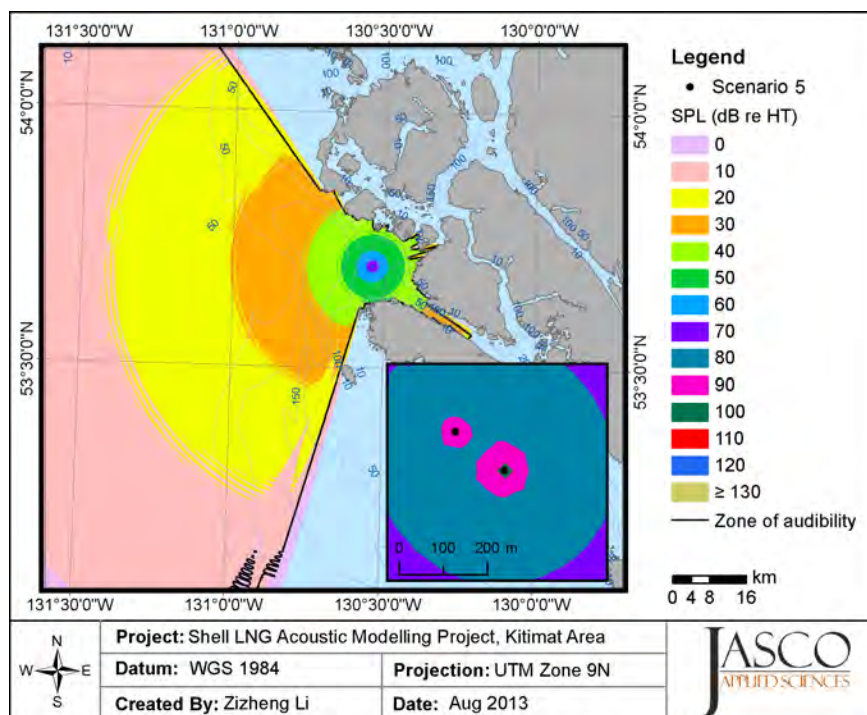 131°30'0"W 131°0'0"W 130°30'0"W 130°0'0"W
54°0'0"N
53°30'0"N
54°0'0"N
53°30'0"N
131°30'0"W 131°0'0"W 130°30'0"W 130°0'0"W
0 100 200 m
Legend
Scenario 5
SPL (dB re HT)
0
10
20
30
40
50
60
70
80
90
100
110
120
≥ 130
Zone of audibility
km
0 4 8 16
N
W E
S
Project: Shell LNG Acoustic Modelling Project, Kitimat Area
Datum: WGS 1984
Projection: UTM Zone 9N
Created By: Zizheng Li
Date: Aug 2013
JASCO
APPLIED SCIENCES